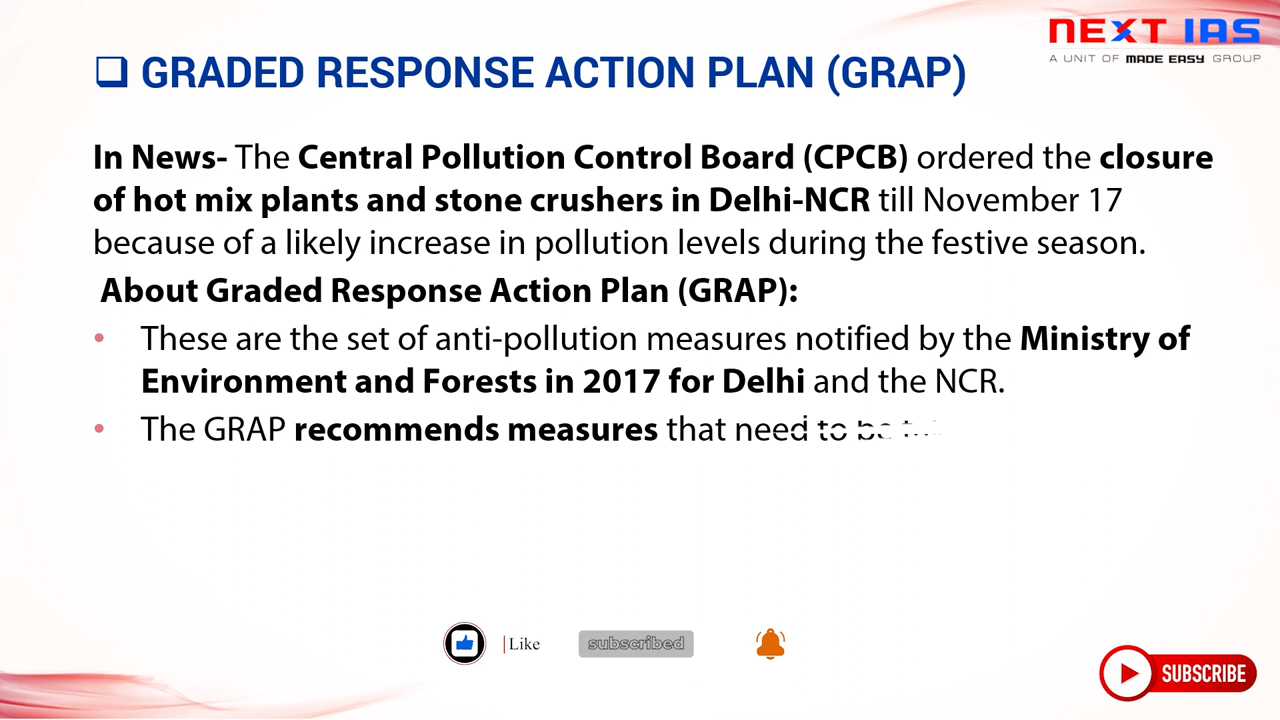 NEXT IAS
A UNIT OF MADE EASY GROUP
GRADED RESPONSE ACTION PLAN (GRAP)
In News- The Central Pollution Control Board (CPCB) ordered the closure
of hot mix plants and stone crushers in Delhi-NCR till November 17
because of a likely increase in pollution levels during the festive season.
About Graded Response Action Plan (GRAP):
• These are the set of anti-pollution measures notified by the Ministry of
Environment and Forests in 2017 for Delhi and the NCR.
• The GRAP recommends measures that need to be
Like
subscribed
SUBSCRIBE